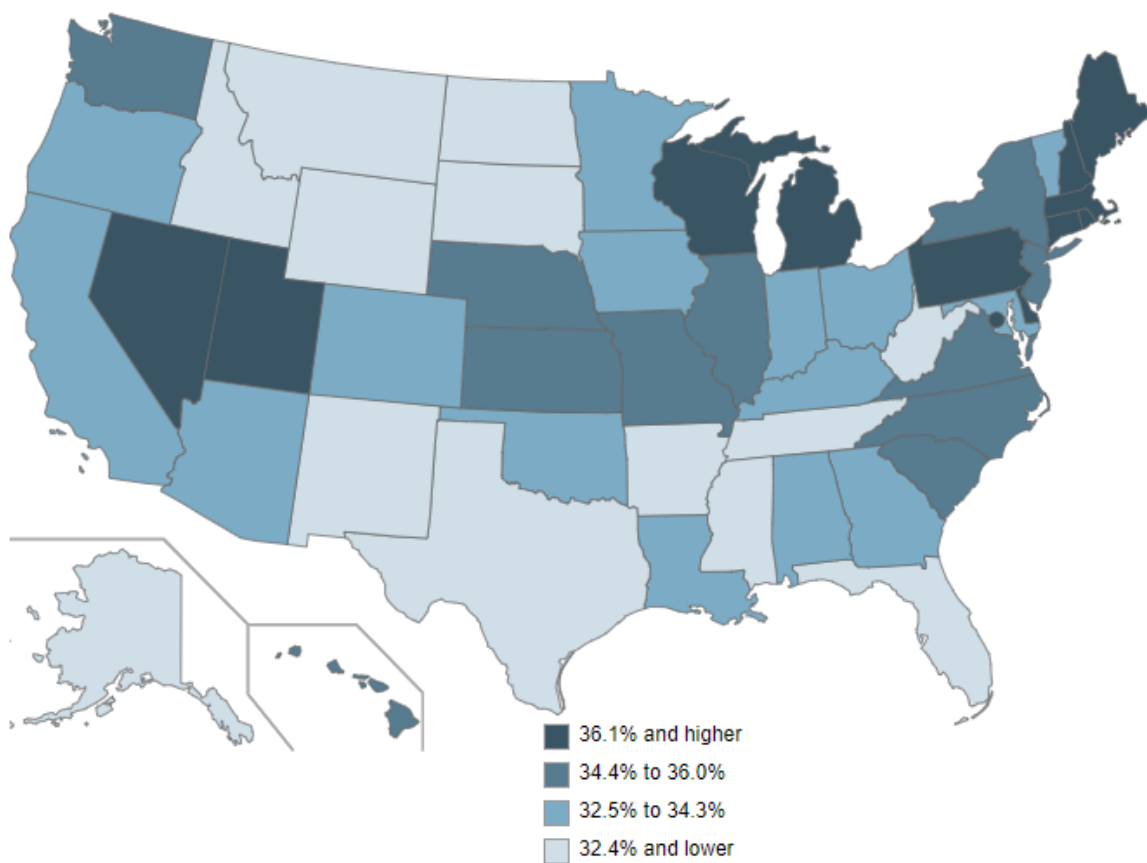 36.1% and higher
34.4% to 36.0%
32.5% to 34.3%
32.4% and lower